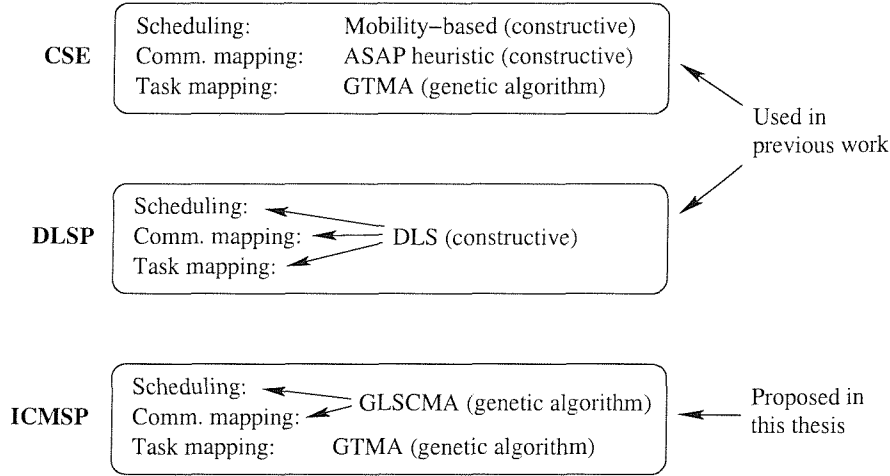 Scheduling: Mobility-based (constructive)
CSE Comm. mapping: ASAP heuristic (constructive)
Task mapping: GTMA (genetic algorithm)
Used in
previous work
Scheduling:
DLSP Comm. mapping: DLS (constructive)
Task mapping:
Scheduling:
GLSCMA (genetic algorithm)
ICMSP Comm. mapping:
Task mapping: GTMA (genetic algorithm)
Proposed in
this thesis